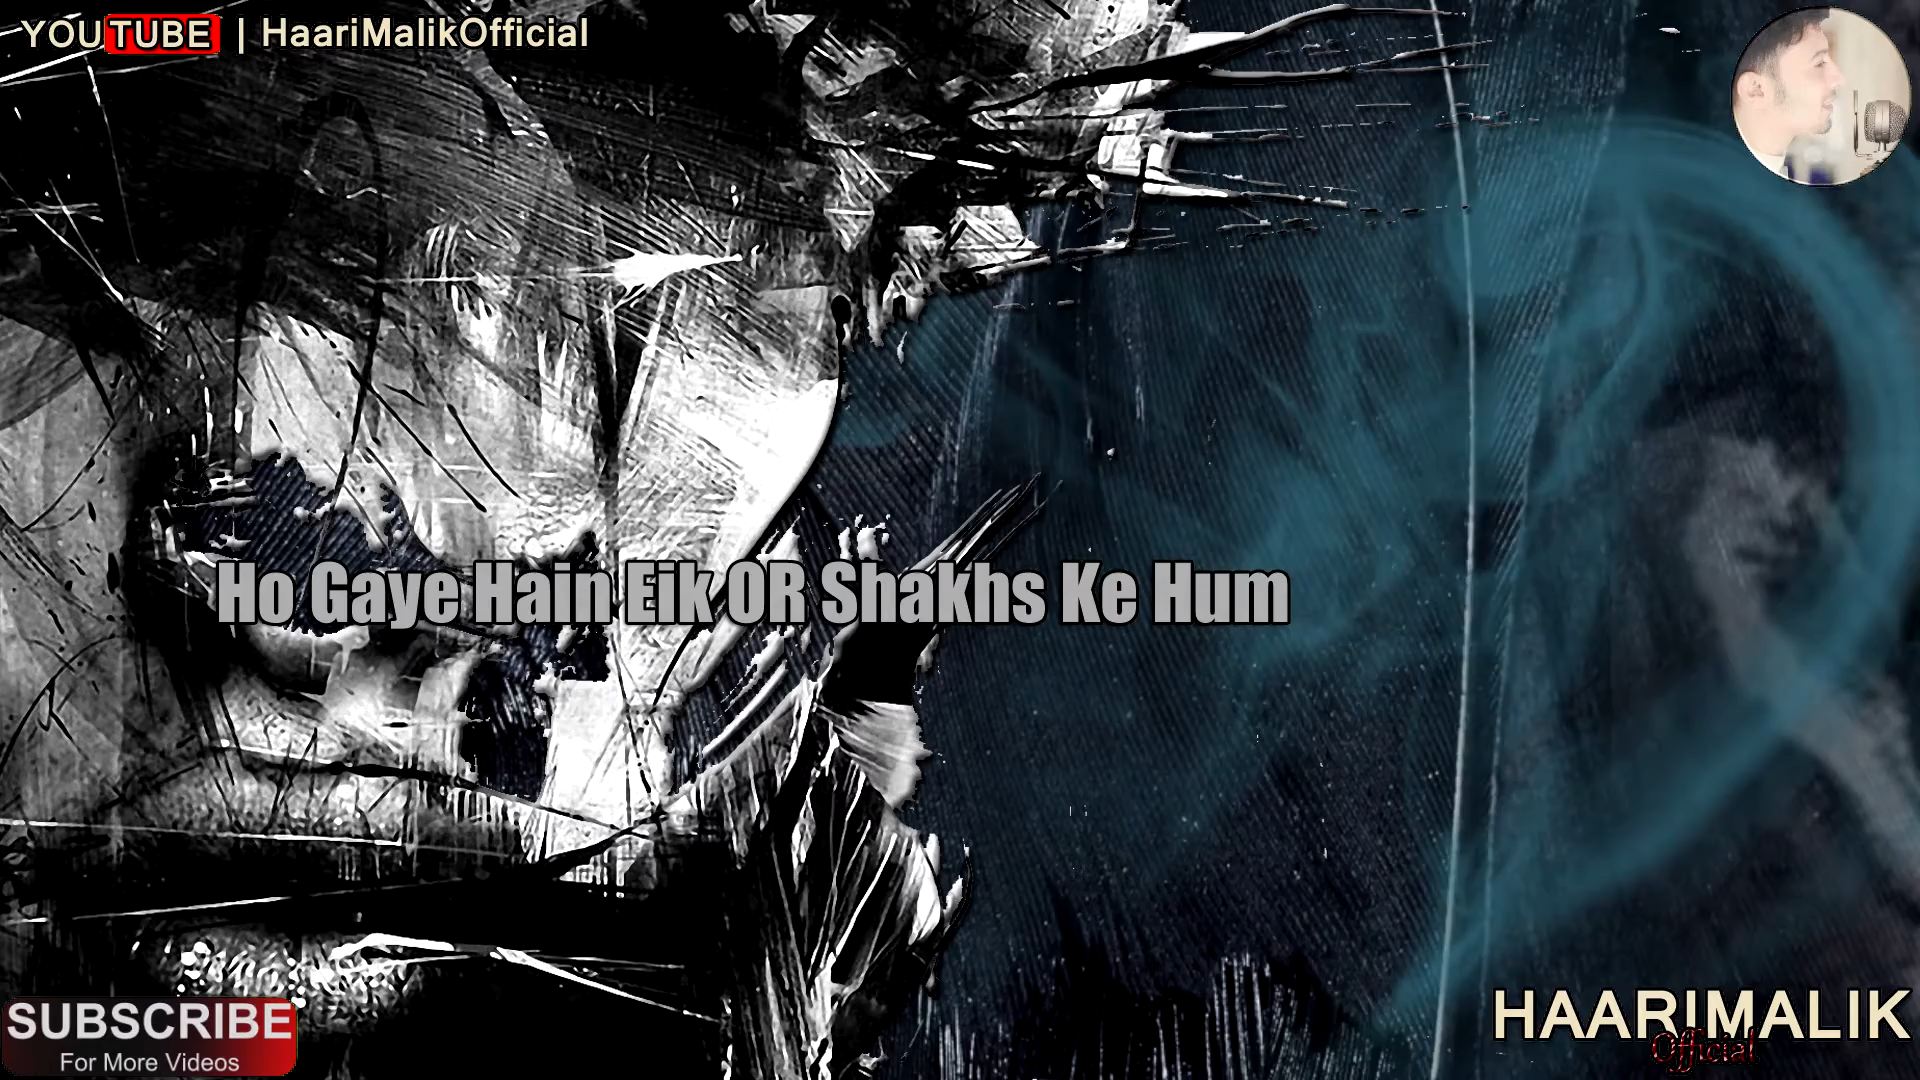 YOUTUBE | HaariMalikOfficial
Ho Gaye Hain Eik OR Shakhs Ke Hum
SUBSCRIBE
For More Videos
HAARIMALIK
Official